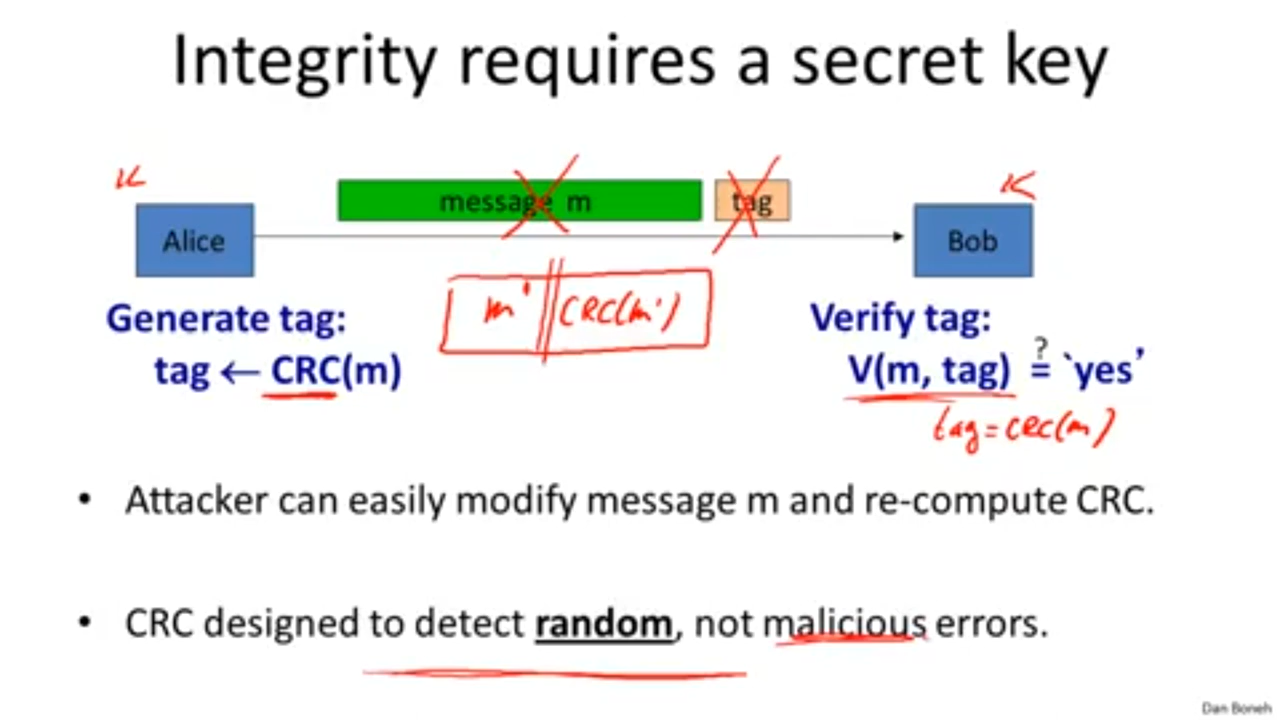 Integrity requires a secret key
K
K
message m
tag
Alice
Bob
m' || CRC(m')
Generate tag:
tag ← CRC(m)
Verify tag:
V(m, tag) ≟ `yes’
tag = CRC(m)
• Attacker can easily modify message m and re-compute CRC.
• CRC designed to detect random, not malicious errors.
Dan Boneh